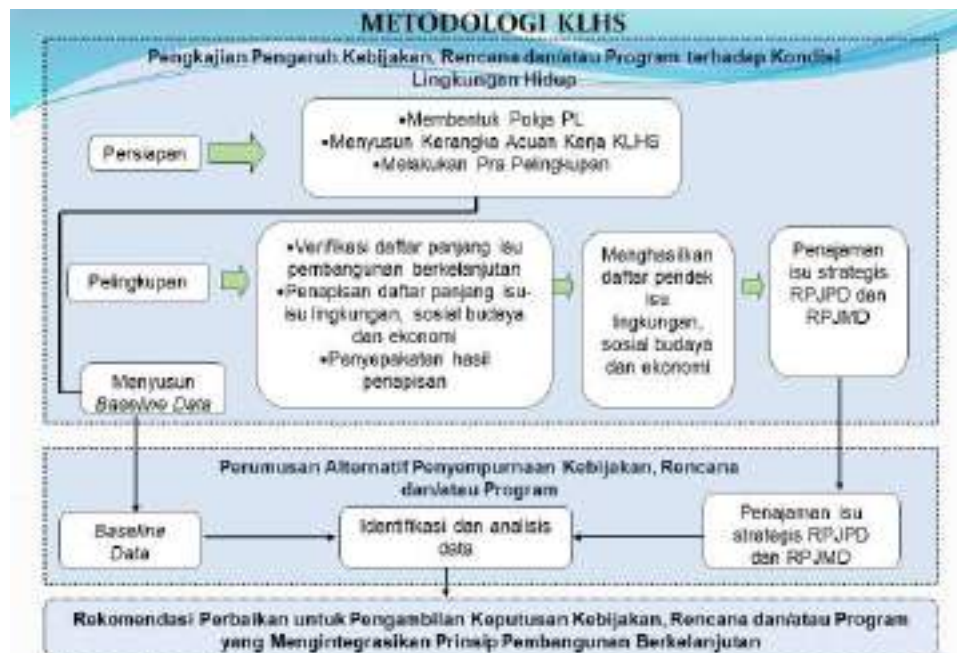 METODOLOGI KLHS
Pengkajian Pengaruh Kebijakan, Rencana dan/atau Program terhadap Kondisi
Lingkungan Hidup
Persiapan
•Membentuk Pokja PL
•Menyusun Kerangka Acuan Kerja KLHS
•Melakukan Pra Pelingkupan
Pelingkupan
•Verifikasi daftar panjang isu
pembangunan berkelanjutan
•Penapisan daftar panjang isu-
isu lingkungan, sosial budaya
dan ekonomi
•Penyepakatan hasil
penapisan
Menghasilkan
daftar pendek
isu
lingkungan,
sosial budaya
dan ekonomi
Penajaman
isu strategis
RPJPD dan
RPJMD
Menyusun
Baseline Data
Perumusan Alternatif Penyempurnaan Kebijakan, Rencana
dan/atau Program
Baseline
Data
Identifikasi dan analisis
data
Penajaman isu
strategis RPJPD
dan RPJMD
Rekomendasi Perbaikan untuk Pengambilan Keputusan Kebijakan, Rencana dan/atau Program
yang Mengintegrasikan Prinsip Pembangunan Berkelanjutan